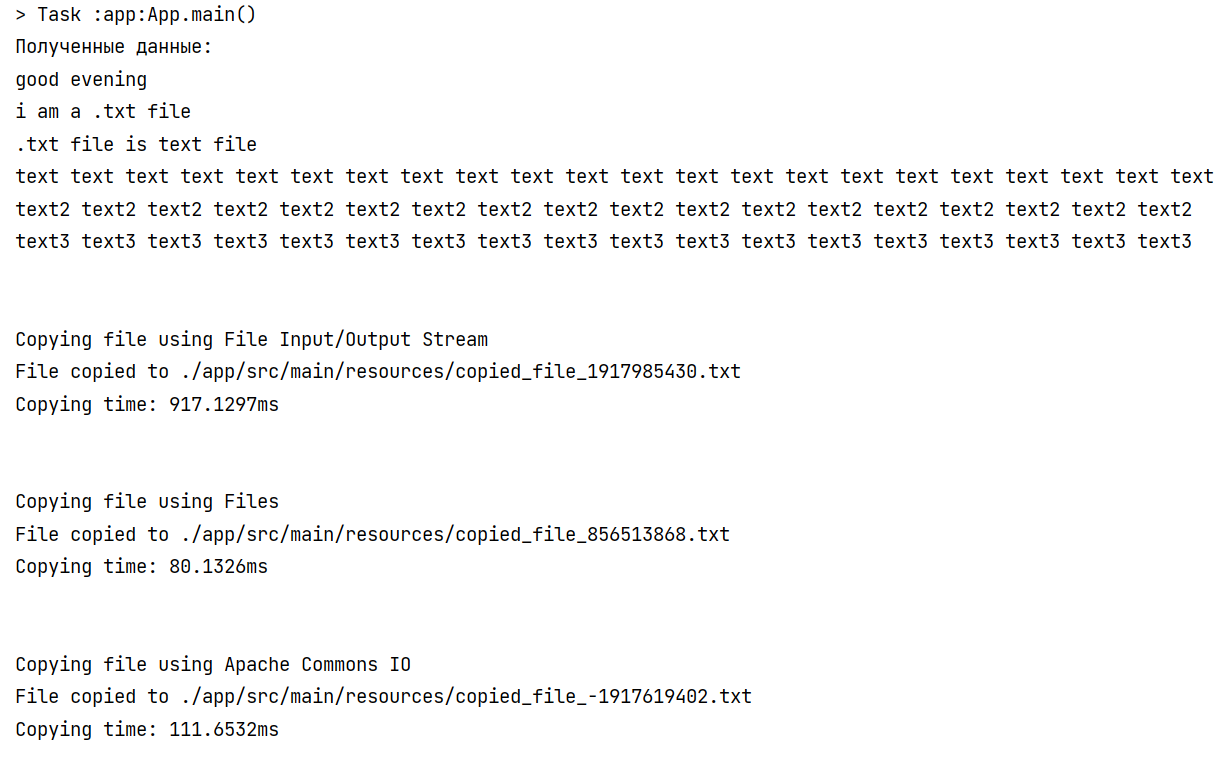 > Task :app:App.main()
Полученные данные:
good evening
i am a .txt file
.txt file is text file
text text text text text text text text text text text text text text text text text text text text text text
text2 text2 text2 text2 text2 text2 text2 text2 text2 text2 text2 text2 text2 text2 text2 text2 text2 text2
text3 text3 text3 text3 text3 text3 text3 text3 text3 text3 text3 text3 text3 text3 text3 text3 text3 text3
Copying file using File Input/Output Stream
File copied to ./app/src/main/resources/copied_file_1917985430.txt
Copying time: 917.1297ms
Copying file using Files
File copied to ./app/src/main/resources/copied_file_856513868.txt
Copying time: 80.1326ms
Copying file using Apache Commons IO
File copied to ./app/src/main/resources/copied_file_-1917619402.txt
Copying time: 111.6532ms